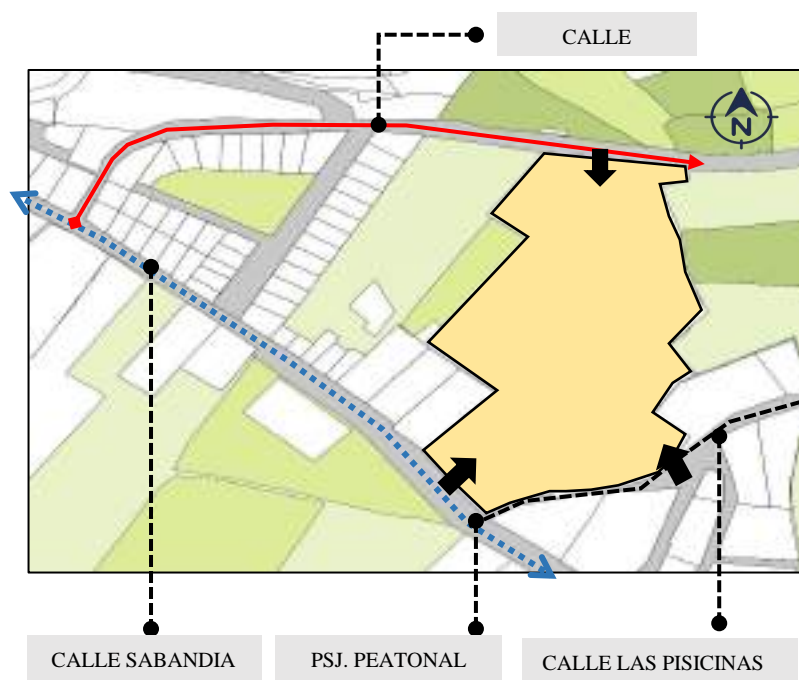 CALLE
N
CALLE SABANDIA
PSJ. PEATONAL
CALLE LAS PISICINAS